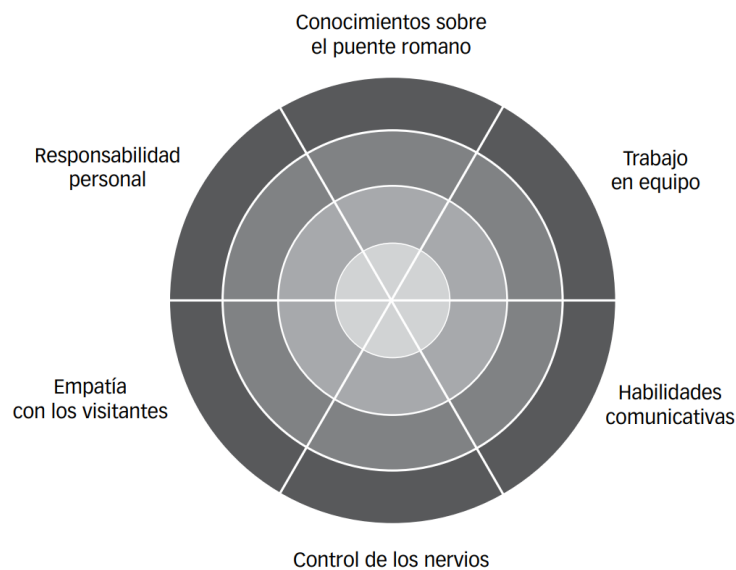 Conocimientos sobre
el puente romano
Responsabilidad
personal
Trabajo
en equipo
Empatía
con los visitantes
Habilidades
comunicativas
Control de los nervios